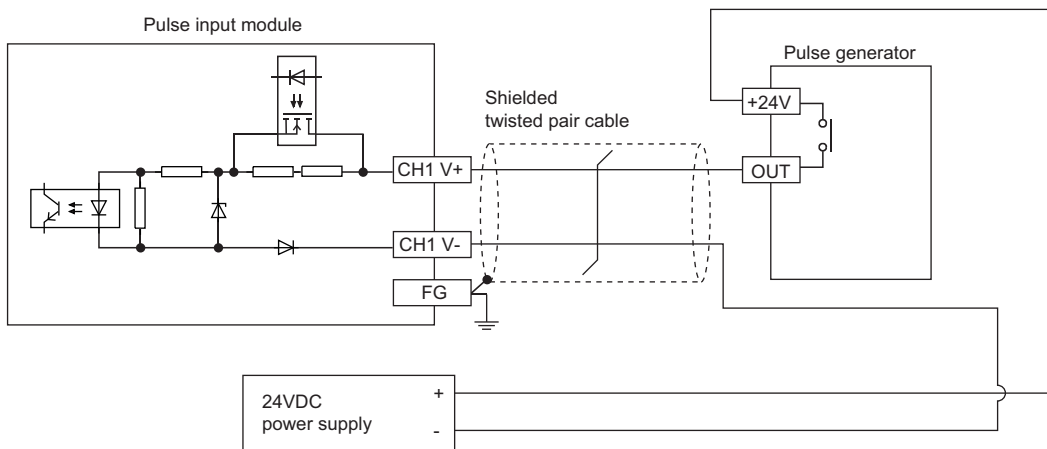 Pulse input module
Pulse generator
Shielded
twisted pair cable
+24V
CH1 V+
OUT
CH1 V-
FG
24VDC
power supply
+
-